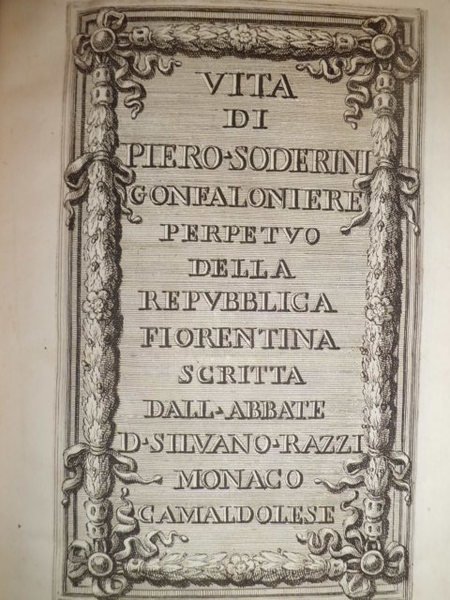 VITA
DI
PIERO·SODERINI
GONFALONIERE
PERPETVO
DELLA
REPVBBLICA
FIORENTINA
SCRITTA
DALL·ABBATE
D·SILVANO·RAZZI
MONACO
CAMALDOLESE